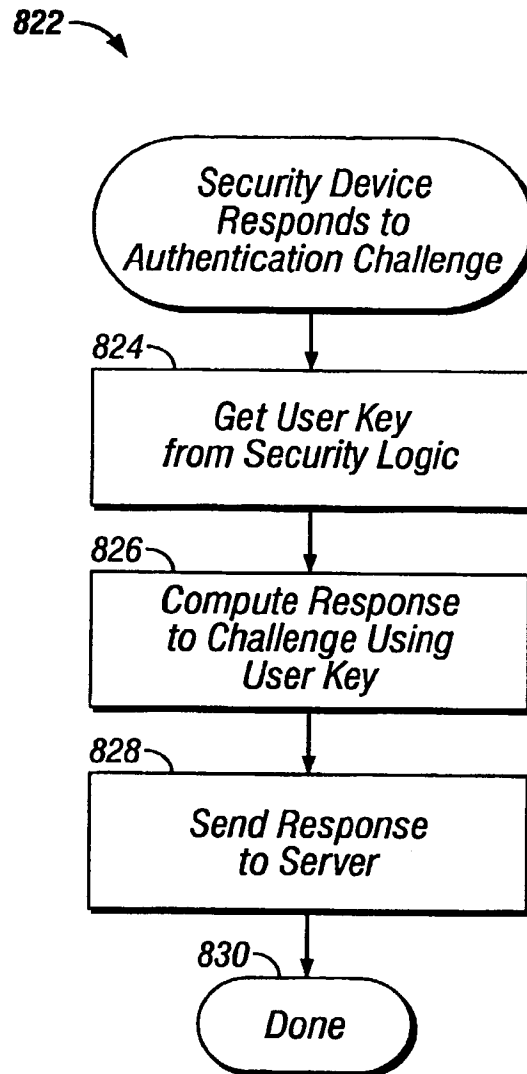 822
Security Device
Responds to
Authentication Challenge
824
Get User Key
from Security Logic
826
Compute Response
to Challenge Using
User Key
828
Send Response
to Server
830
Done